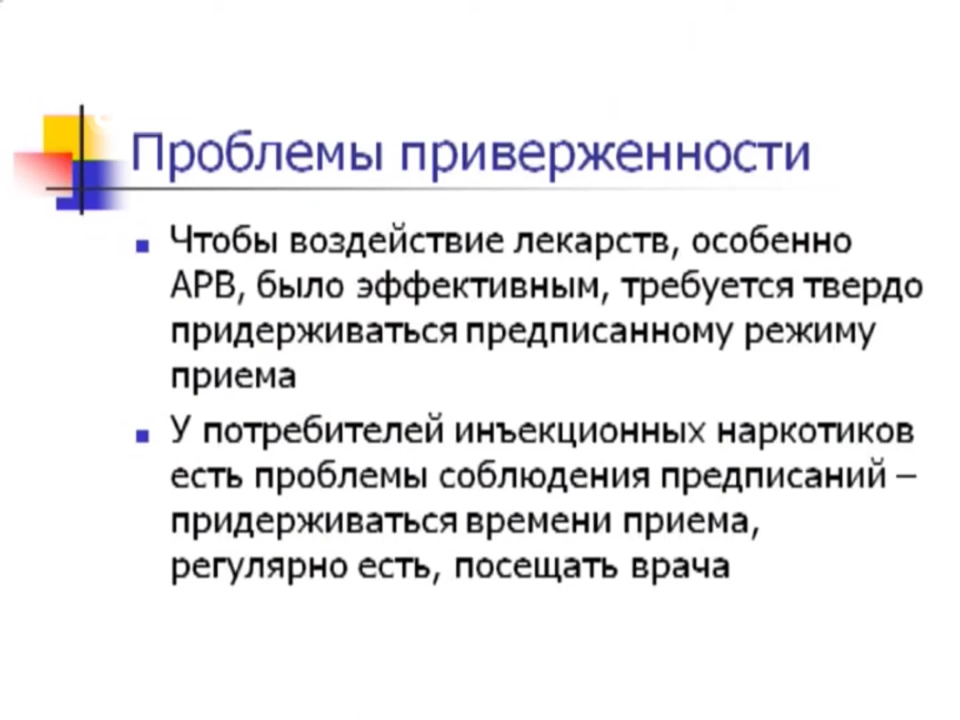 Проблемы приверженности
Чтобы воздействие лекарств, особенно
АРВ, было эффективным, требуется твердо
придерживаться предписанному режиму
приема
У потребителей инъекционных наркотиков
есть проблемы соблюдения предписаний –
придерживаться времени приема,
регулярно есть, посещать врача